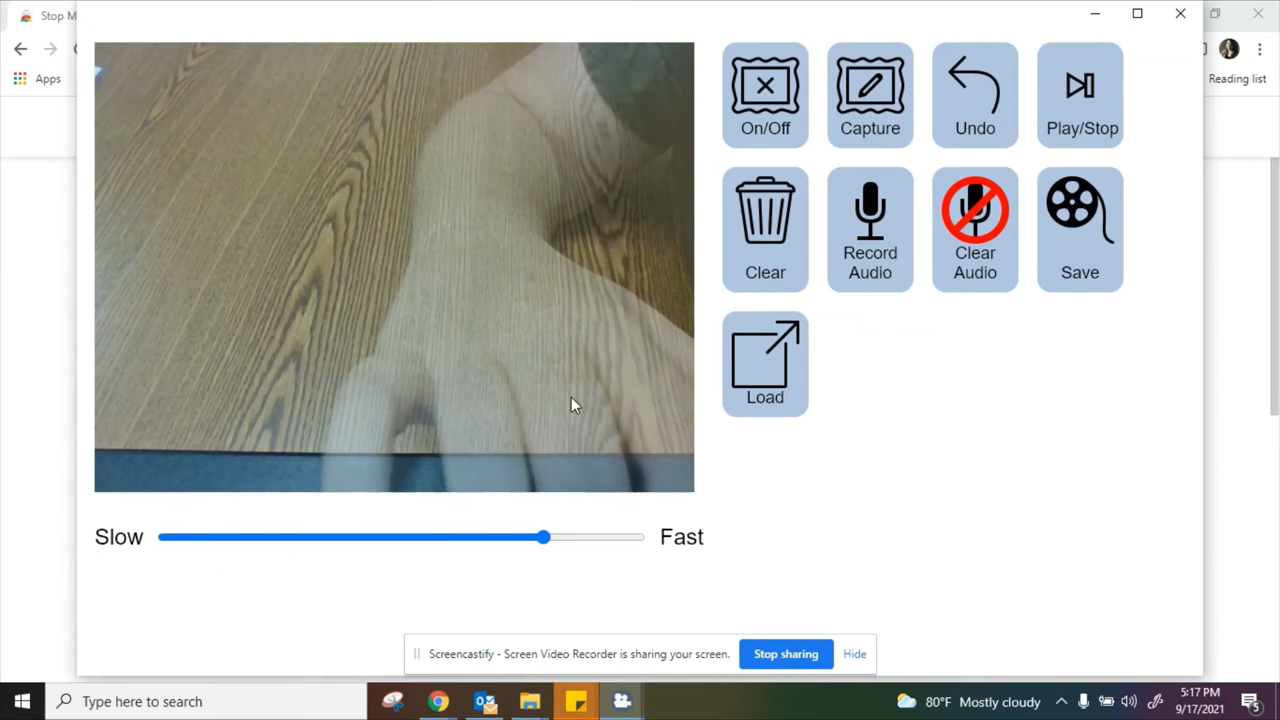 Stop M
Apps
Reading list
On/Off
Capture
Undo
Play/Stop
Clear
Record
Audio
Clear
Audio
Save
Load
Slow
Fast
Screencastify - Screen Video Recorder is sharing your screen.
Stop sharing
Hide
Type here to search
80°F Mostly cloudy
5:17 PM
9/17/2021
5